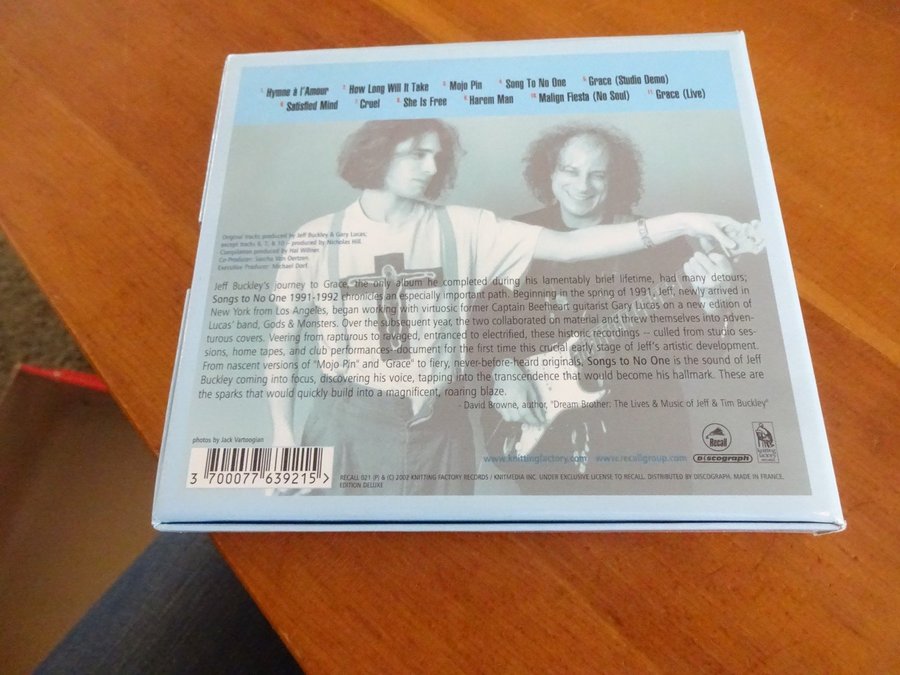 1. Hymne à l'Amour 2. How Long Will It Take 3. Mojo Pin 4. Song To No One 5. Grace (Studio Demo)
6. Satisfied Mind 7. Cruel 8. She Is Free 9. Harem Man 10. Malign Fiesta (No Soul) 11. Grace (Live)
Original tracks produced by Jeff Buckley & Gary Lucas,
except tracks 6, 7, 8 & 10 – produced by Nicholas Hill.
Compilation produced by Hal Willner.
Co-Producer: Sascha Von Oertzen.
Executive Producer: Michael Dorf.
Jeff Buckley's journey to Grace, the only album he completed during his lamentably brief lifetime, had many detours;
Songs to No One 1991-1992 chronicles an especially important path. Beginning in the spring of 1991, Jeff, newly arrived in
New York from Los Angeles, began working with virtuosic former Captain Beefheart guitarist Gary Lucas on a new edition of
Lucas' band, Gods & Monsters. Over the subsequent year, the two collaborated on material and threw themselves into adven-
turous covers. Veering from rapturous to ravaged, entranced to electrified, these historic recordings -- culled from studio ses-
sions, home tapes, and club performances--document for the first time this crucial early stage of Jeff's artistic development.
From nascent versions of "Mojo Pin" and "Grace" to fiery, never-before-heard originals, Songs to No One is the sound of Jeff
Buckley coming into focus, discovering his voice, tapping into the transcendence that would become his hallmark. These are
the sparks that would quickly build into a magnificent, roaring blaze.
- David Browne, author, "Dream Brother: The Lives & Music of Jeff & Tim Buckley"
photos by Jack Vartoogian
www.knittingfactory.com www.recallgroup.com
Recall
DISCOGRAPH
knitting factory
3 700077 639215 >
RECALL 021 (P) & (C) 2002 KNITTING FACTORY RECORDS / KNITMEDIA INC. UNDER EXCLUSIVE LICENSE TO RECALL. DISTRIBUTED BY DISCOGRAPH. MADE IN FRANCE.
EDITION DELUXE